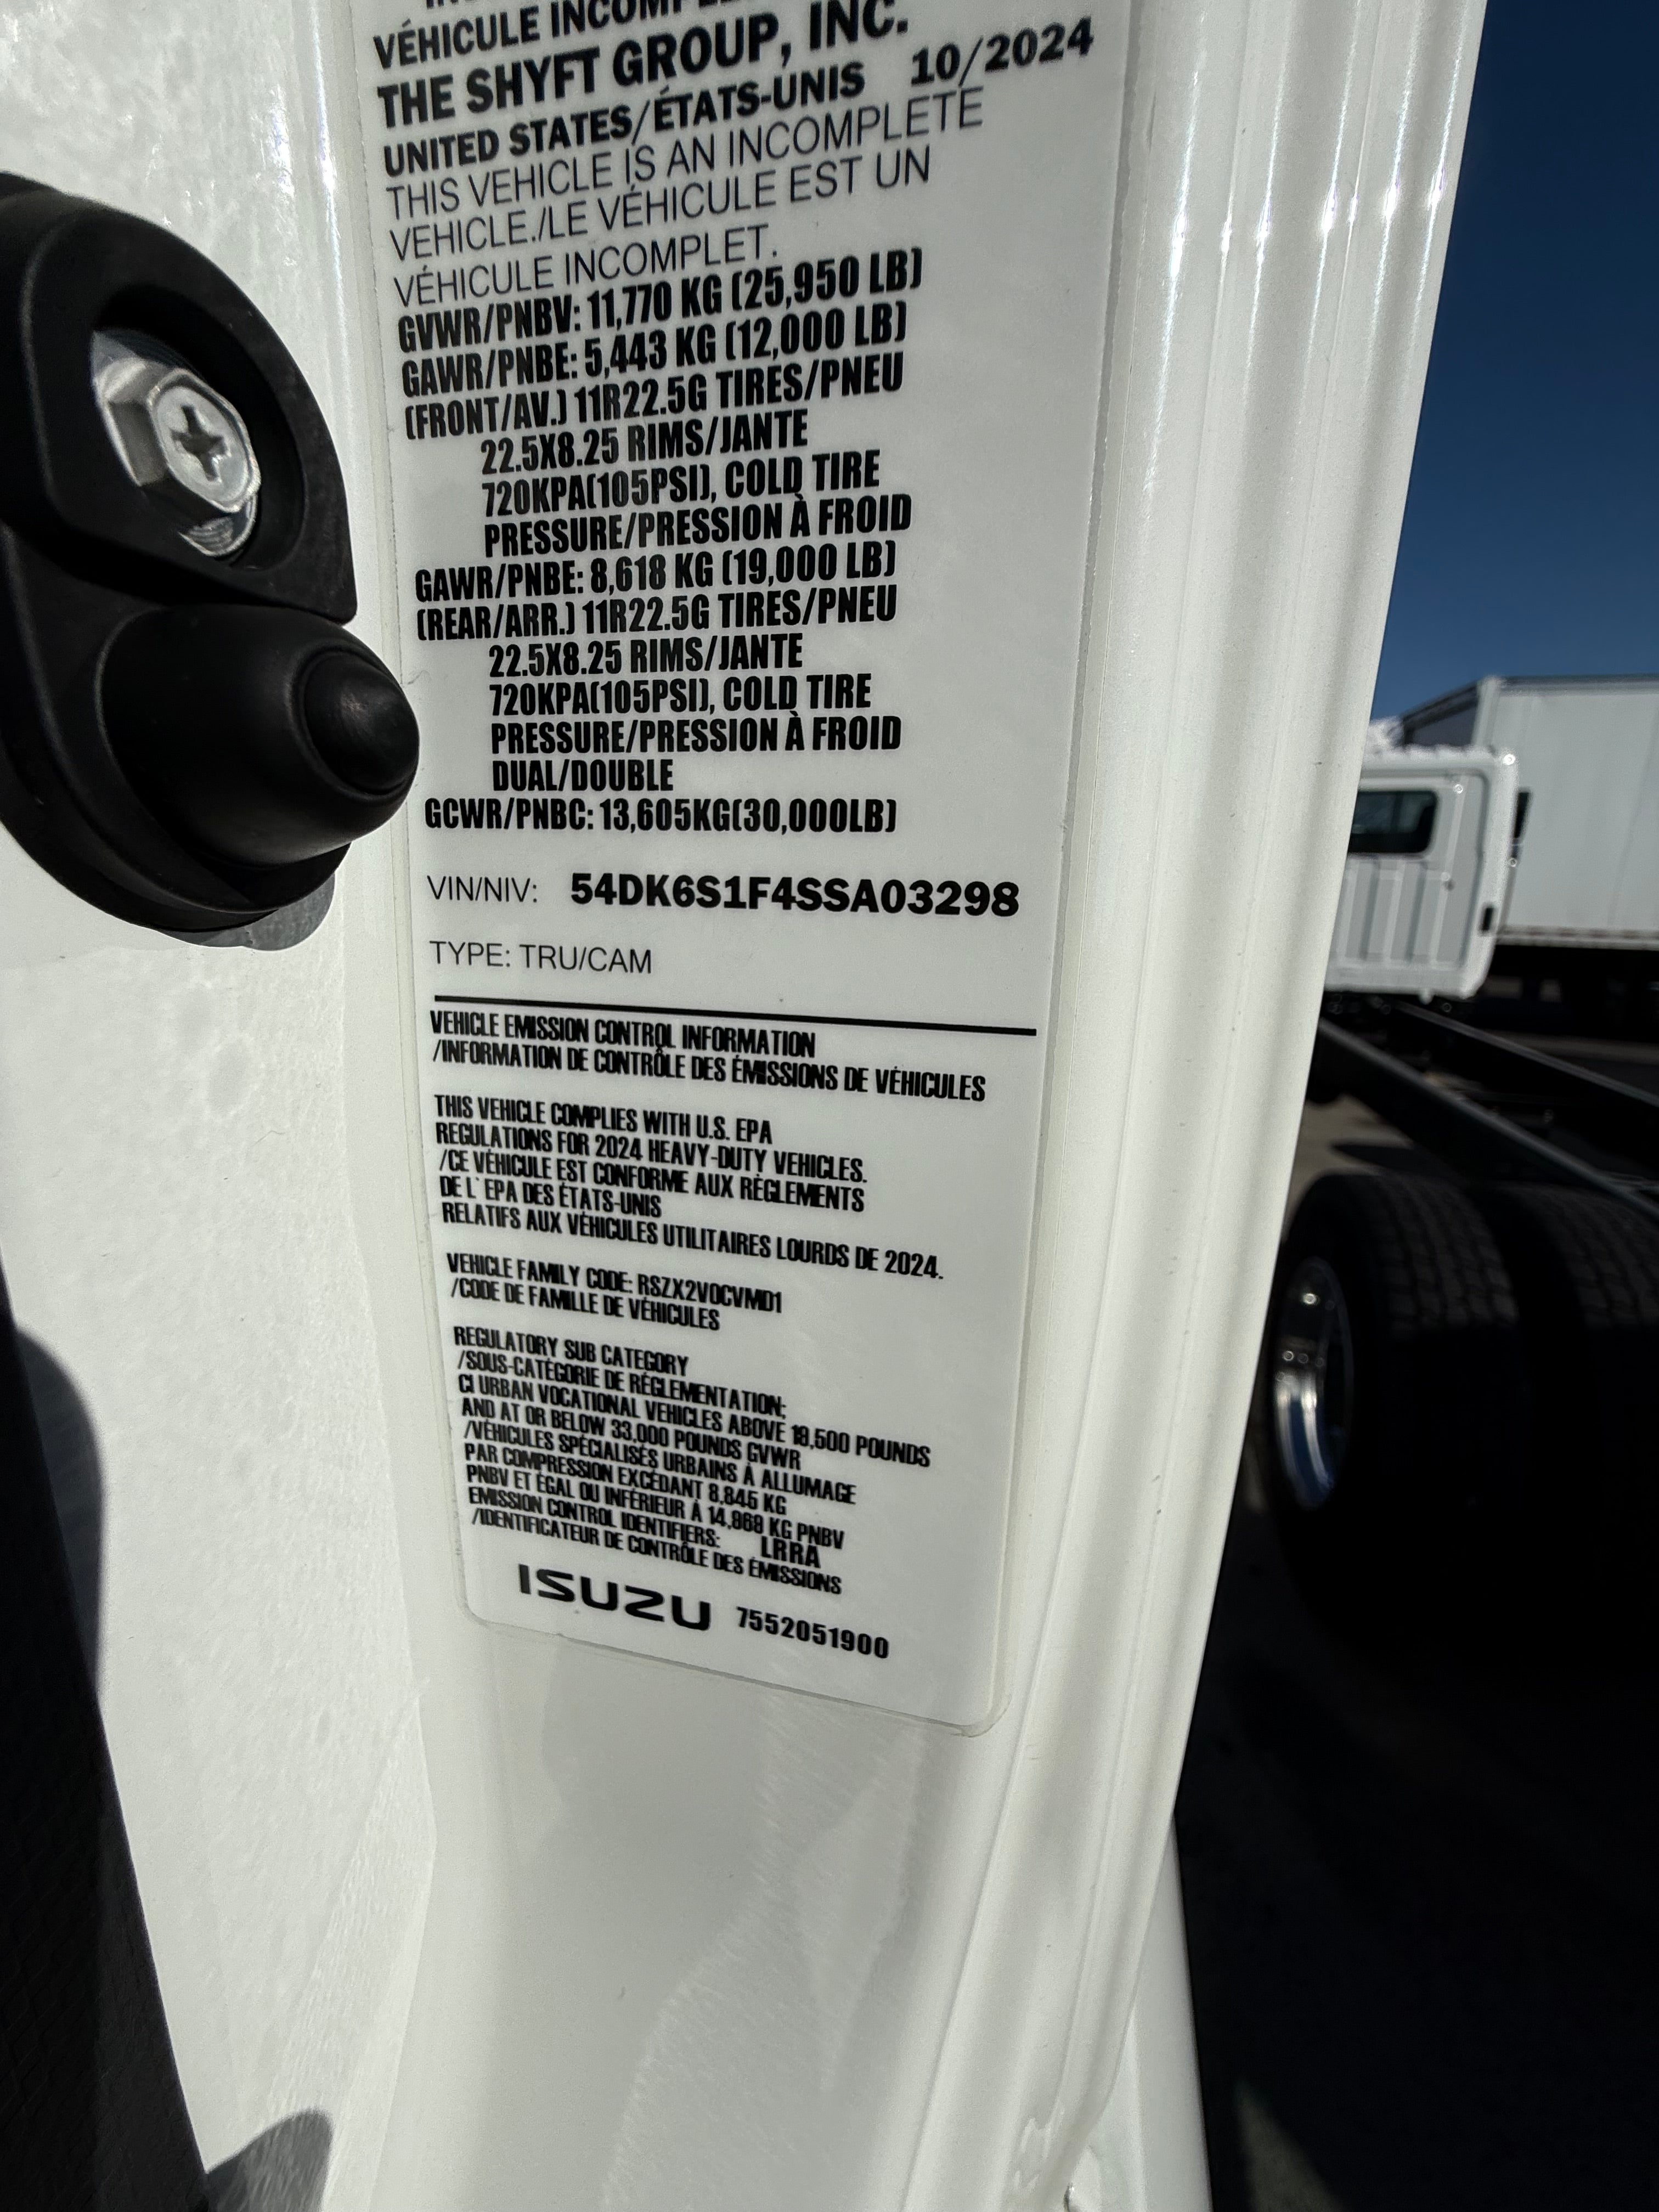 VÉHICULE INCOMPLE
THE SHYFT GROUP, INC.
UNITED STATES/ÉTATS-UNIS 10/2024
THIS VEHICLE IS AN INCOMPLETE
VEHICLE./LE VÉHICULE EST UN
VÉHICULE INCOMPLET.
GVWR/PNBV: 11,770 KG (25,950 LB)
GAWR/PNBE: 5,443 KG (12,000 LB)
(FRONT/AV.) 11R22.5G TIRES/PNEU
22.5X8.25 RIMS/JANTE
720KPA(105PSI), COLD TIRE
PRESSURE/PRESSION À FROID
GAWR/PNBE: 8,618 KG (19,000 LB)
(REAR/ARR.) 11R22.5G TIRES/PNEU
22.5X8.25 RIMS/JANTE
720KPA(105PSI), COLD TIRE
PRESSURE/PRESSION À FROID
DUAL/DOUBLE
GCWR/PNBC: 13,605KG(30,000LB)
VIN/NIV: 54DK6S1F4SSA03298
TYPE: TRU/CAM
VEHICLE EMISSION CONTROL INFORMATION
/INFORMATION DE CONTRÔLE DES ÉMISSIONS DE VÉHICULES
THIS VEHICLE COMPLIES WITH U.S. EPA
REGULATIONS FOR 2024 HEAVY-DUTY VEHICLES.
/CE VÉHICULE EST CONFORME AUX RÈGLEMENTS
DE L'EPA DES ÉTATS-UNIS
RELATIFS AUX VÉHICULES UTILITAIRES LOURDS DE 2024.
VEHICLE FAMILY CODE: RSZX2VOCVMD1
/CODE DE FAMILLE DE VÉHICULES
REGULATORY SUB CATEGORY
/SOUS-CATÉGORIE DE RÉGLEMENTATION:
CI URBAN VOCATIONAL VEHICLES ABOVE 19,500 POUNDS
AND AT OR BELOW 33,000 POUNDS GVWR
/VÉHICULES SPÉCIALISÉS URBAINS À ALLUMAGE
PAR COMPRESSION EXCÉDANT 8,845 KG
PNBV ET ÉGAL OU INFÉRIEUR À 14,968 KG PNBV
EMISSION CONTROL IDENTIFIERS: LRRA
/IDENTIFICATEUR DE CONTRÔLE DES ÉMISSIONS
ISUZU 7552051900